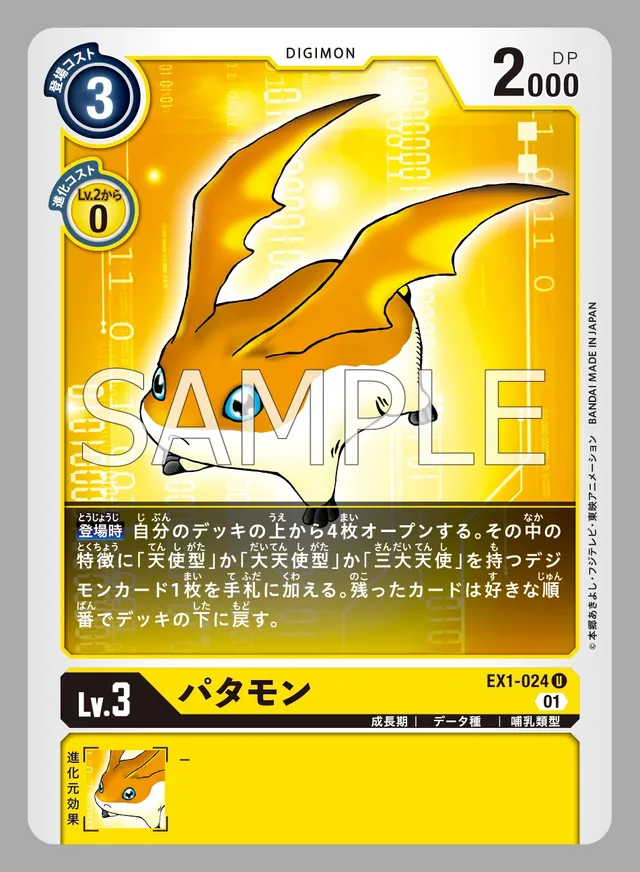 DIGIMON
登場コスト
3
DP
2000
進化コスト
Lv.2から
0
SAMPLE
登場時 自分のデッキの上から4枚オープンする。その中の
特徴に「天使型」か「大天使型」か「三大天使」を持つデジ
モンカード1枚を手札に加える。残ったカードは好きな順
番でデッキの下に戻す。
©本郷あきよし・フジテレビ・東映アニメーション BANDAI MADE IN JAPAN
Lv.3
パタモン
EX1-024 U
01
成長期 | データ種 | 哺乳類型
進化元効果
–